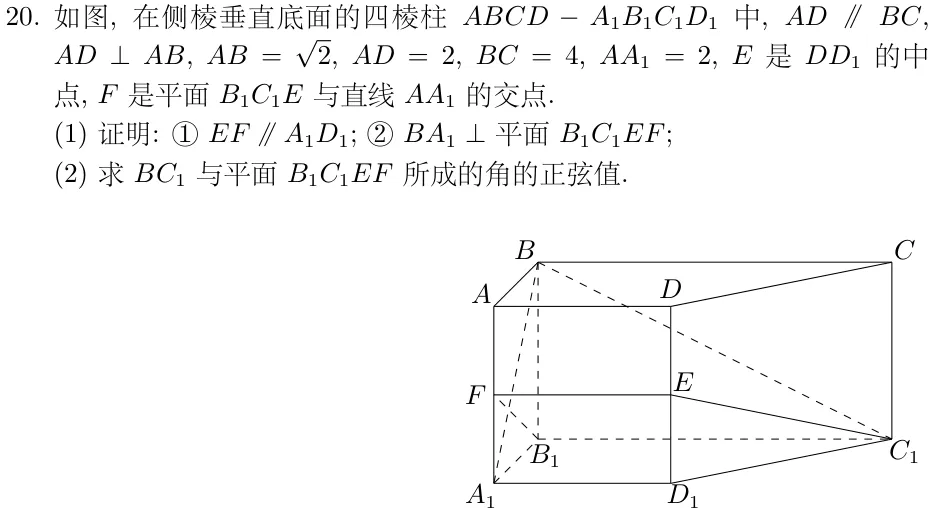 20. 如图, 在侧棱垂直底面的四棱柱 ABCD − A₁B₁C₁D₁ 中, AD ∥ BC,
AD ⊥ AB, AB = √2, AD = 2, BC = 4, AA₁ = 2, E 是 DD₁ 的中
点, F 是平面 B₁C₁E 与直线 AA₁ 的交点.
(1) 证明: ① EF ∥ A₁D₁; ② BA₁ ⊥ 平面 B₁C₁EF;
(2) 求 BC₁ 与平面 B₁C₁EF 所成的角的正弦值.
B
C
A
D
F
E
B₁
C₁
A₁
D₁